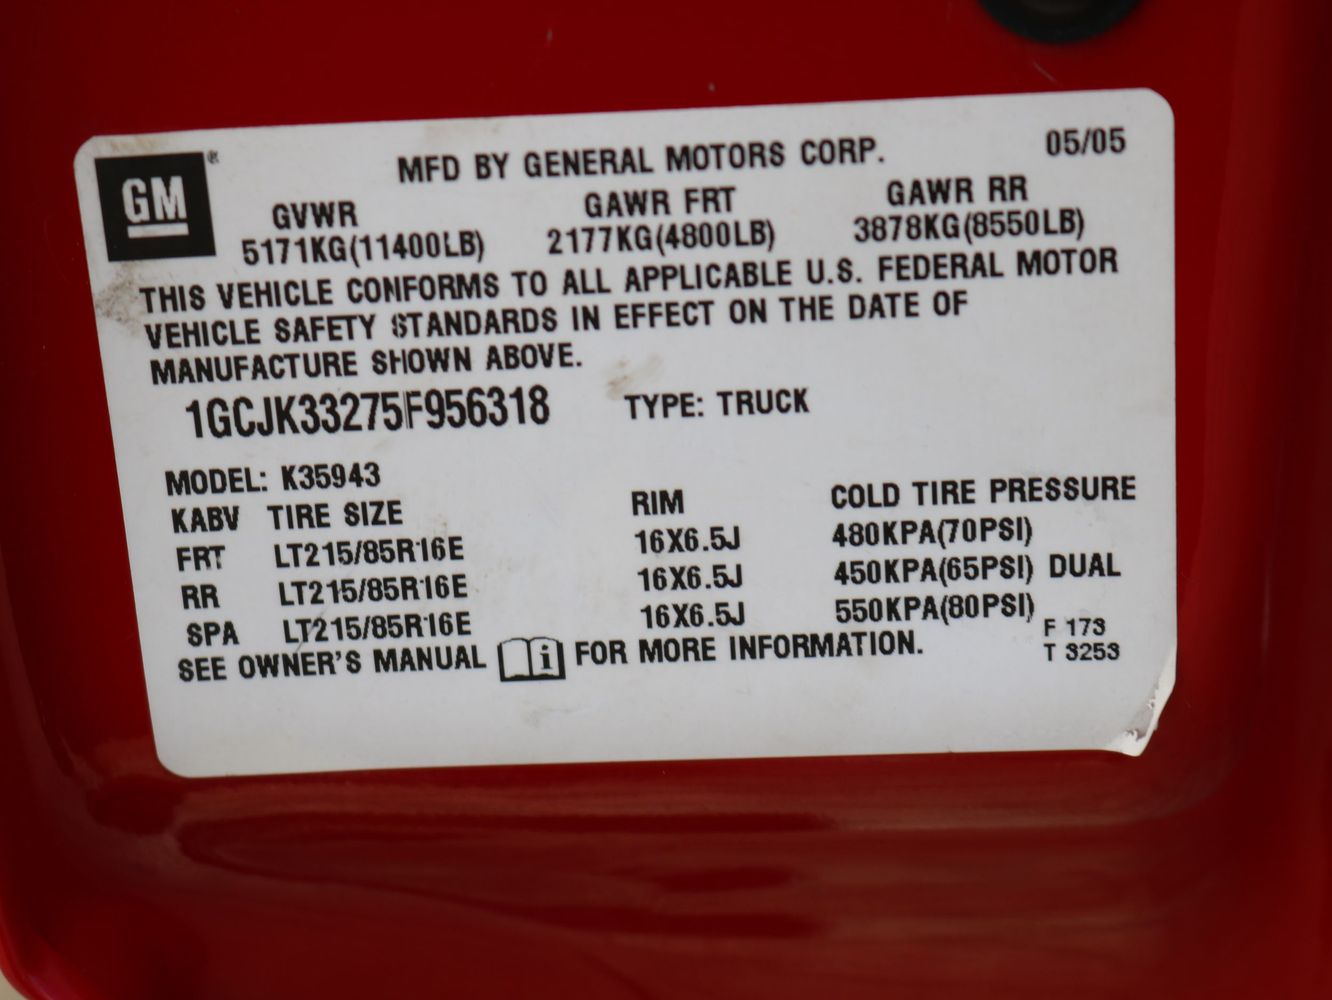 GM®
MFD BY GENERAL MOTORS CORP. 05/05
GVWR GAWR FRT GAWR RR
5171KG(11400LB) 2177KG(4800LB) 3878KG(8550LB)
THIS VEHICLE CONFORMS TO ALL APPLICABLE U.S. FEDERAL MOTOR
VEHICLE SAFETY STANDARDS IN EFFECT ON THE DATE OF
MANUFACTURE SHOWN ABOVE.
1GCJK33275F956318 TYPE: TRUCK
MODEL: K35943
KABV TIRE SIZE RIM COLD TIRE PRESSURE
FRT LT215/85R16E 16X6.5J 480KPA(70PSI)
RR LT215/85R16E 16X6.5J 450KPA(65PSI) DUAL
SPA LT215/85R16E 16X6.5J 550KPA(80PSI)
SEE OWNER'S MANUAL i FOR MORE INFORMATION.
F 173
T 3253